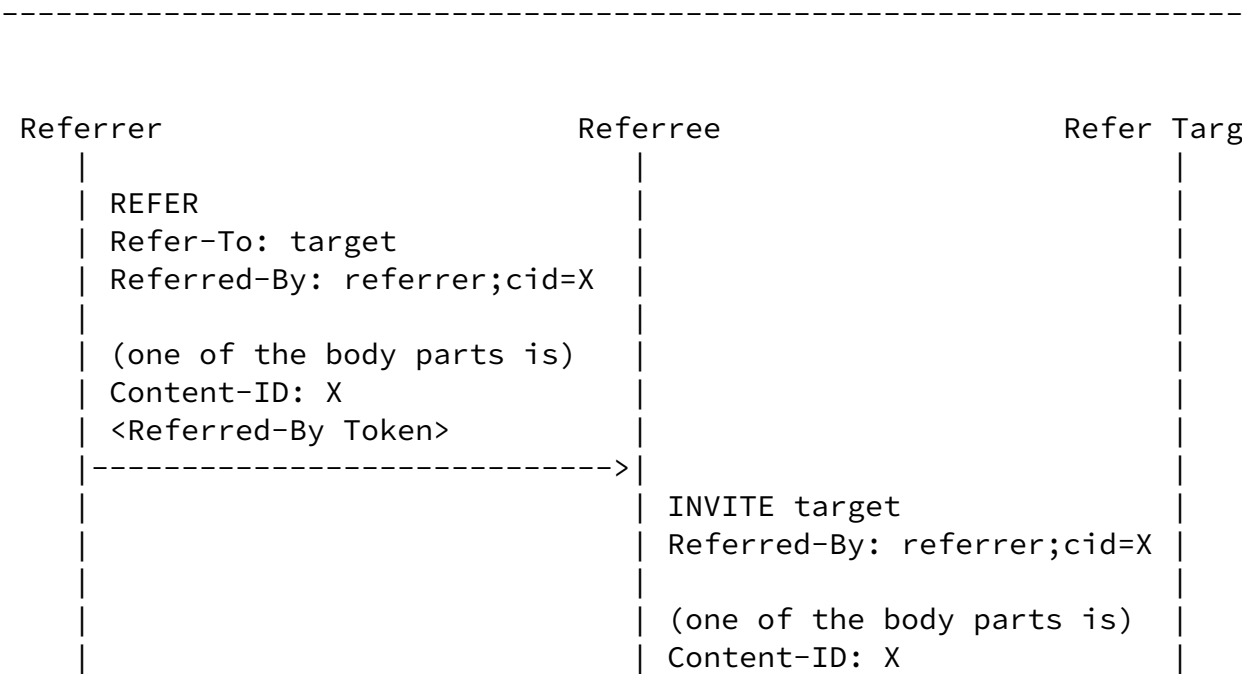 Referrer Referree Refer Targ
REFER
Refer-To: target
Referred-By: referrer;cid=X
(one of the body parts is)
Content-ID: X
<Referred-By Token>
INVITE target
Referred-By: referrer;cid=X
(one of the body parts is)
Content-ID: X